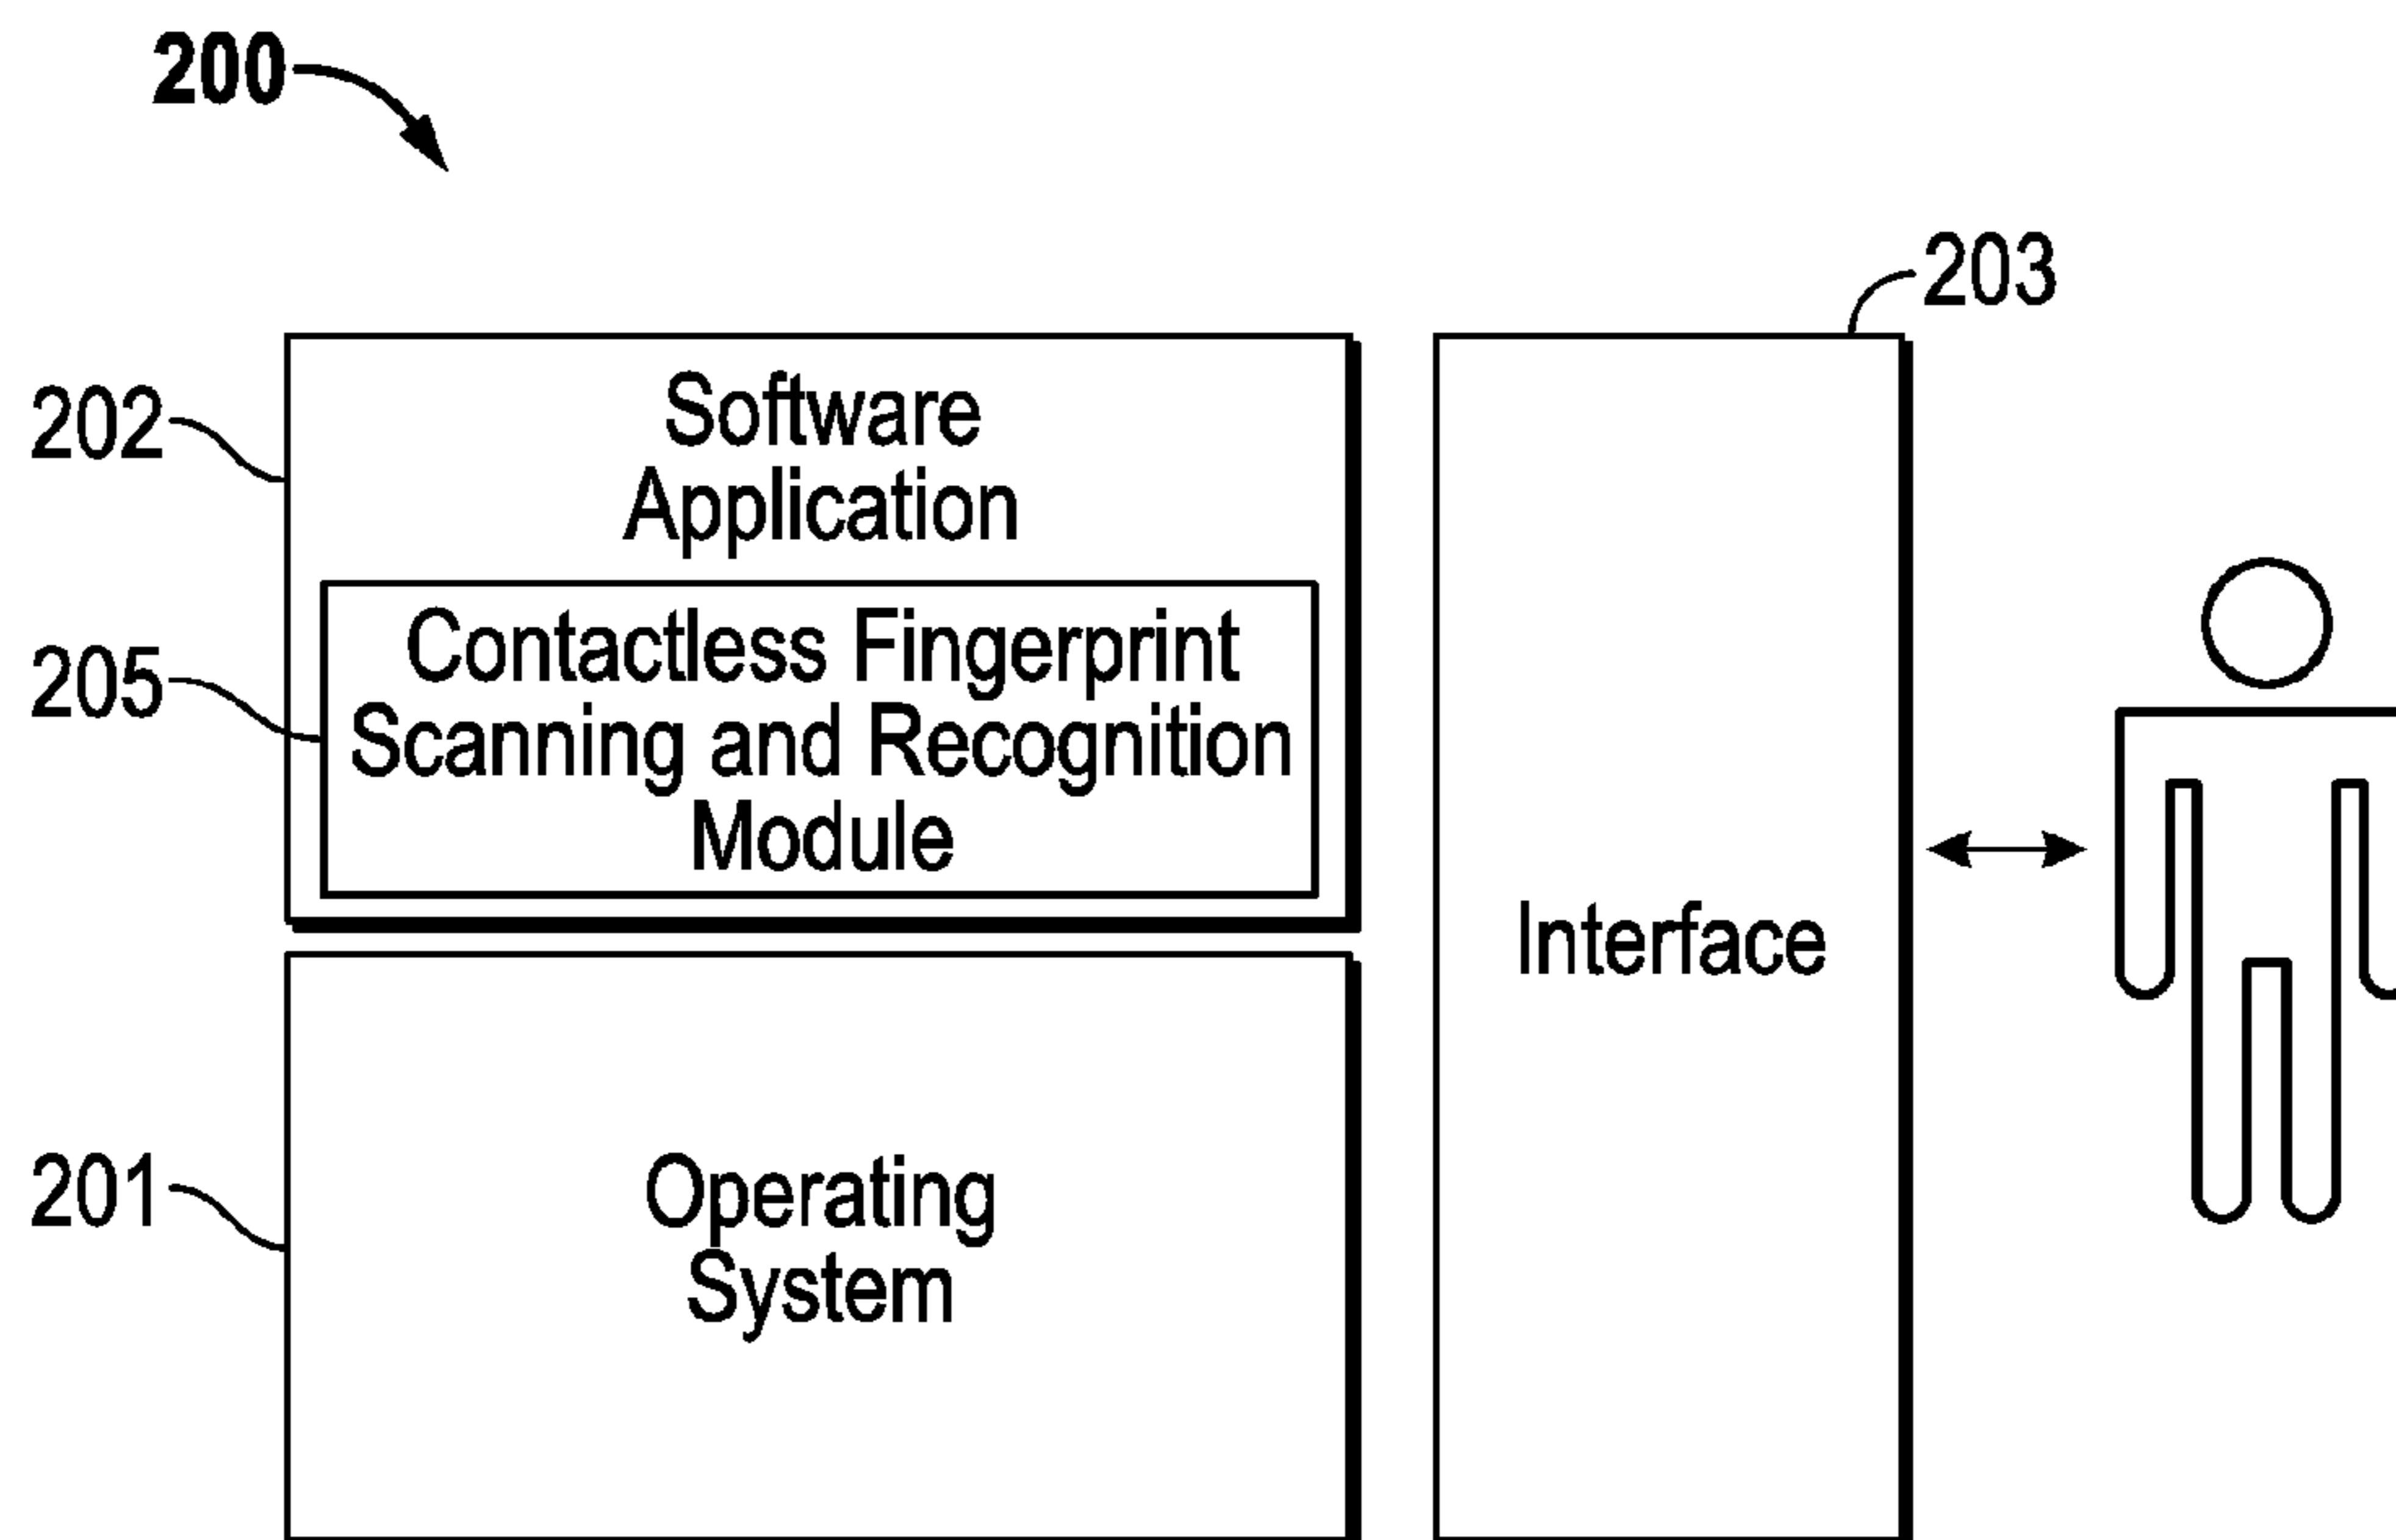 200
203
202
Software
Application
205
Contactless Fingerprint
Scanning and Recognition
Module
Interface
201
Operating
System